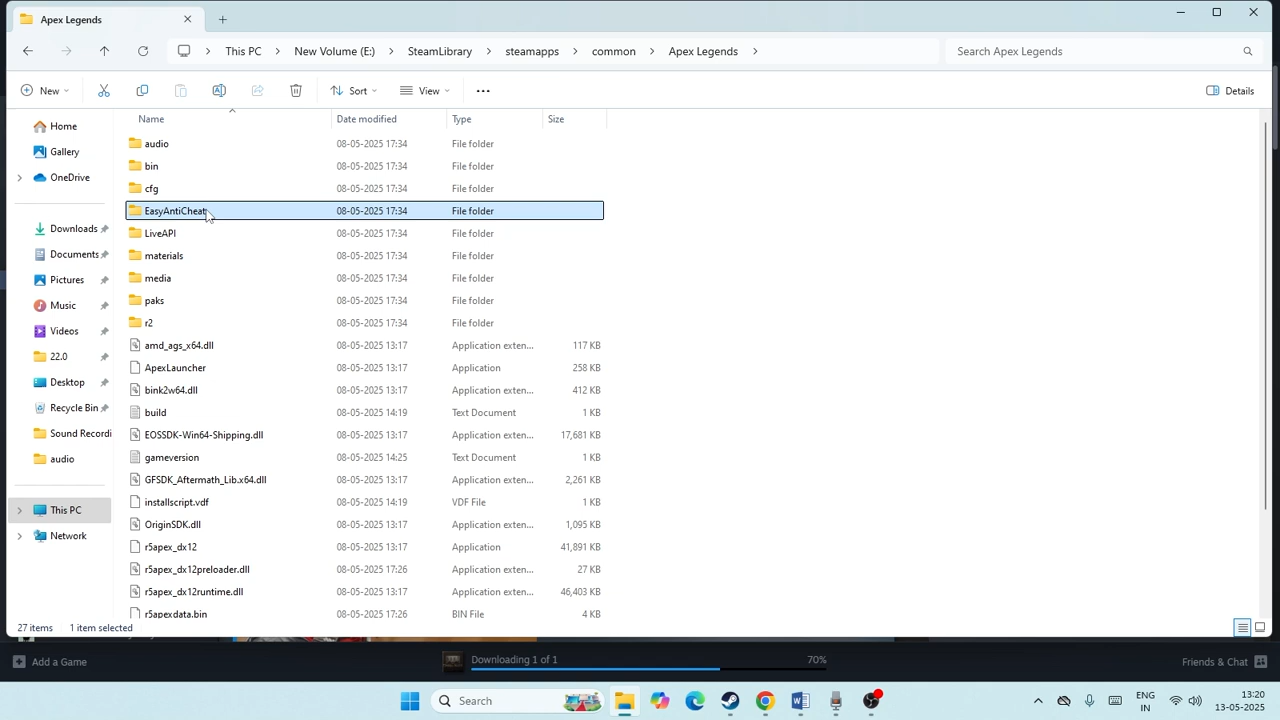 Apex Legends
This PC > New Volume (E:) > SteamLibrary > steamapps > common > Apex Legends >
Search Apex Legends
New Sort View Details
Name Date modified Type Size
Home
Gallery
OneDrive
Downloads
Documents
Pictures
Music
Videos
22.0
Desktop
Recycle Bin
Sound Recordi
audio
This PC
Network
audio 08-05-2025 17:34 File folder
bin 08-05-2025 17:34 File folder
cfg 08-05-2025 17:34 File folder
EasyAntiCheat 08-05-2025 17:34 File folder
LiveAPI 08-05-2025 17:34 File folder
materials 08-05-2025 17:34 File folder
media 08-05-2025 17:34 File folder
paks 08-05-2025 17:34 File folder
r2 08-05-2025 17:34 File folder
amd_ags_x64.dll 08-05-2025 13:17 Application exten... 117 KB
ApexLauncher 08-05-2025 13:17 Application 258 KB
bink2w64.dll 08-05-2025 13:17 Application exten... 412 KB
build 08-05-2025 14:19 Text Document 1 KB
EOSSDK-Win64-Shipping.dll 08-05-2025 13:17 Application exten... 17,681 KB
gameversion 08-05-2025 14:25 Text Document 1 KB
GFSDK_Aftermath_Lib.x64.dll 08-05-2025 13:17 Application exten... 2,261 KB
installscript.vdf 08-05-2025 14:19 VDF File 1 KB
OriginSDK.dll 08-05-2025 13:17 Application exten... 1,095 KB
r5apex_dx12 08-05-2025 13:17 Application 41,891 KB
r5apex_dx12preloader.dll 08-05-2025 17:26 Application exten... 27 KB
r5apex_dx12runtime.dll 08-05-2025 13:17 Application exten... 46,403 KB
r5apexdata.bin 08-05-2025 17:26 BIN File 4 KB
27 items 1 item selected
Add a Game Downloading 1 of 1 70% Friends & Chat
Search
ENG
IN
13:20
13-05-2025